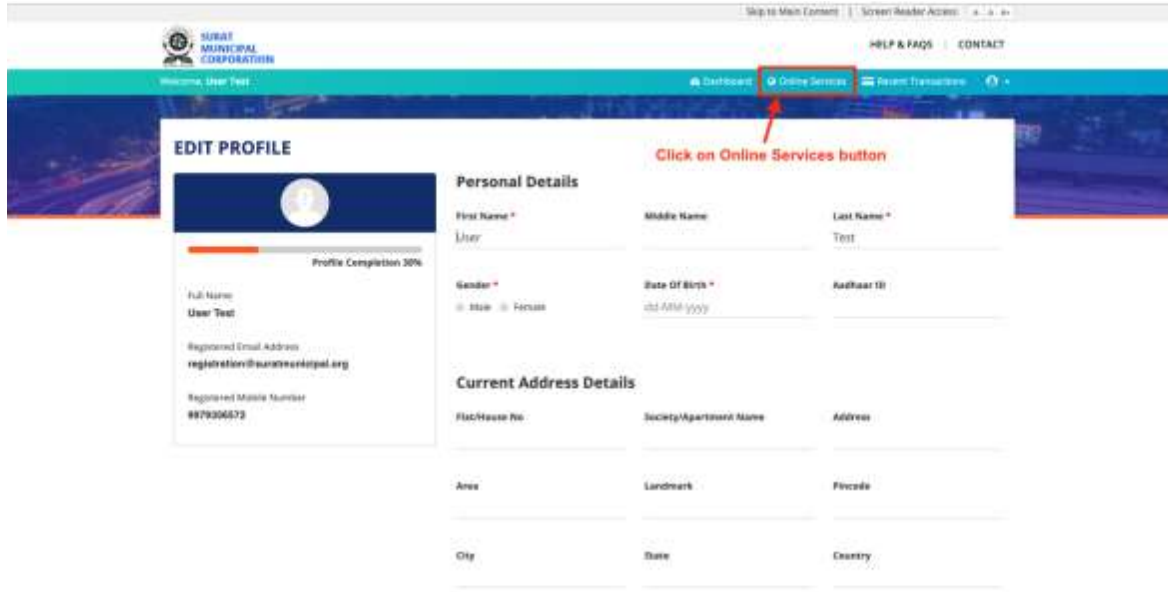 Skip to Main Content | Screen Reader Access
SURAT
MUNICIPAL
CORPORATION
HELP & FAQS | CONTACT
Welcome, User Test
Dashboard Online Services Recent Transactions
Click on Online Services button
EDIT PROFILE
Profile Completion 30%
Full Name
User Test
Registered Email Address
registration@suratmunicipal.org
Registered Mobile Number
Personal Details
First Name * Middle Name Last Name *
User Test
Gender * Date Of Birth * Aadhaar ID
Male Female dd-MM-yyyy
Current Address Details
Flat/House No Society/Apartment Name Address
Area Landmark Pincode
City State Country